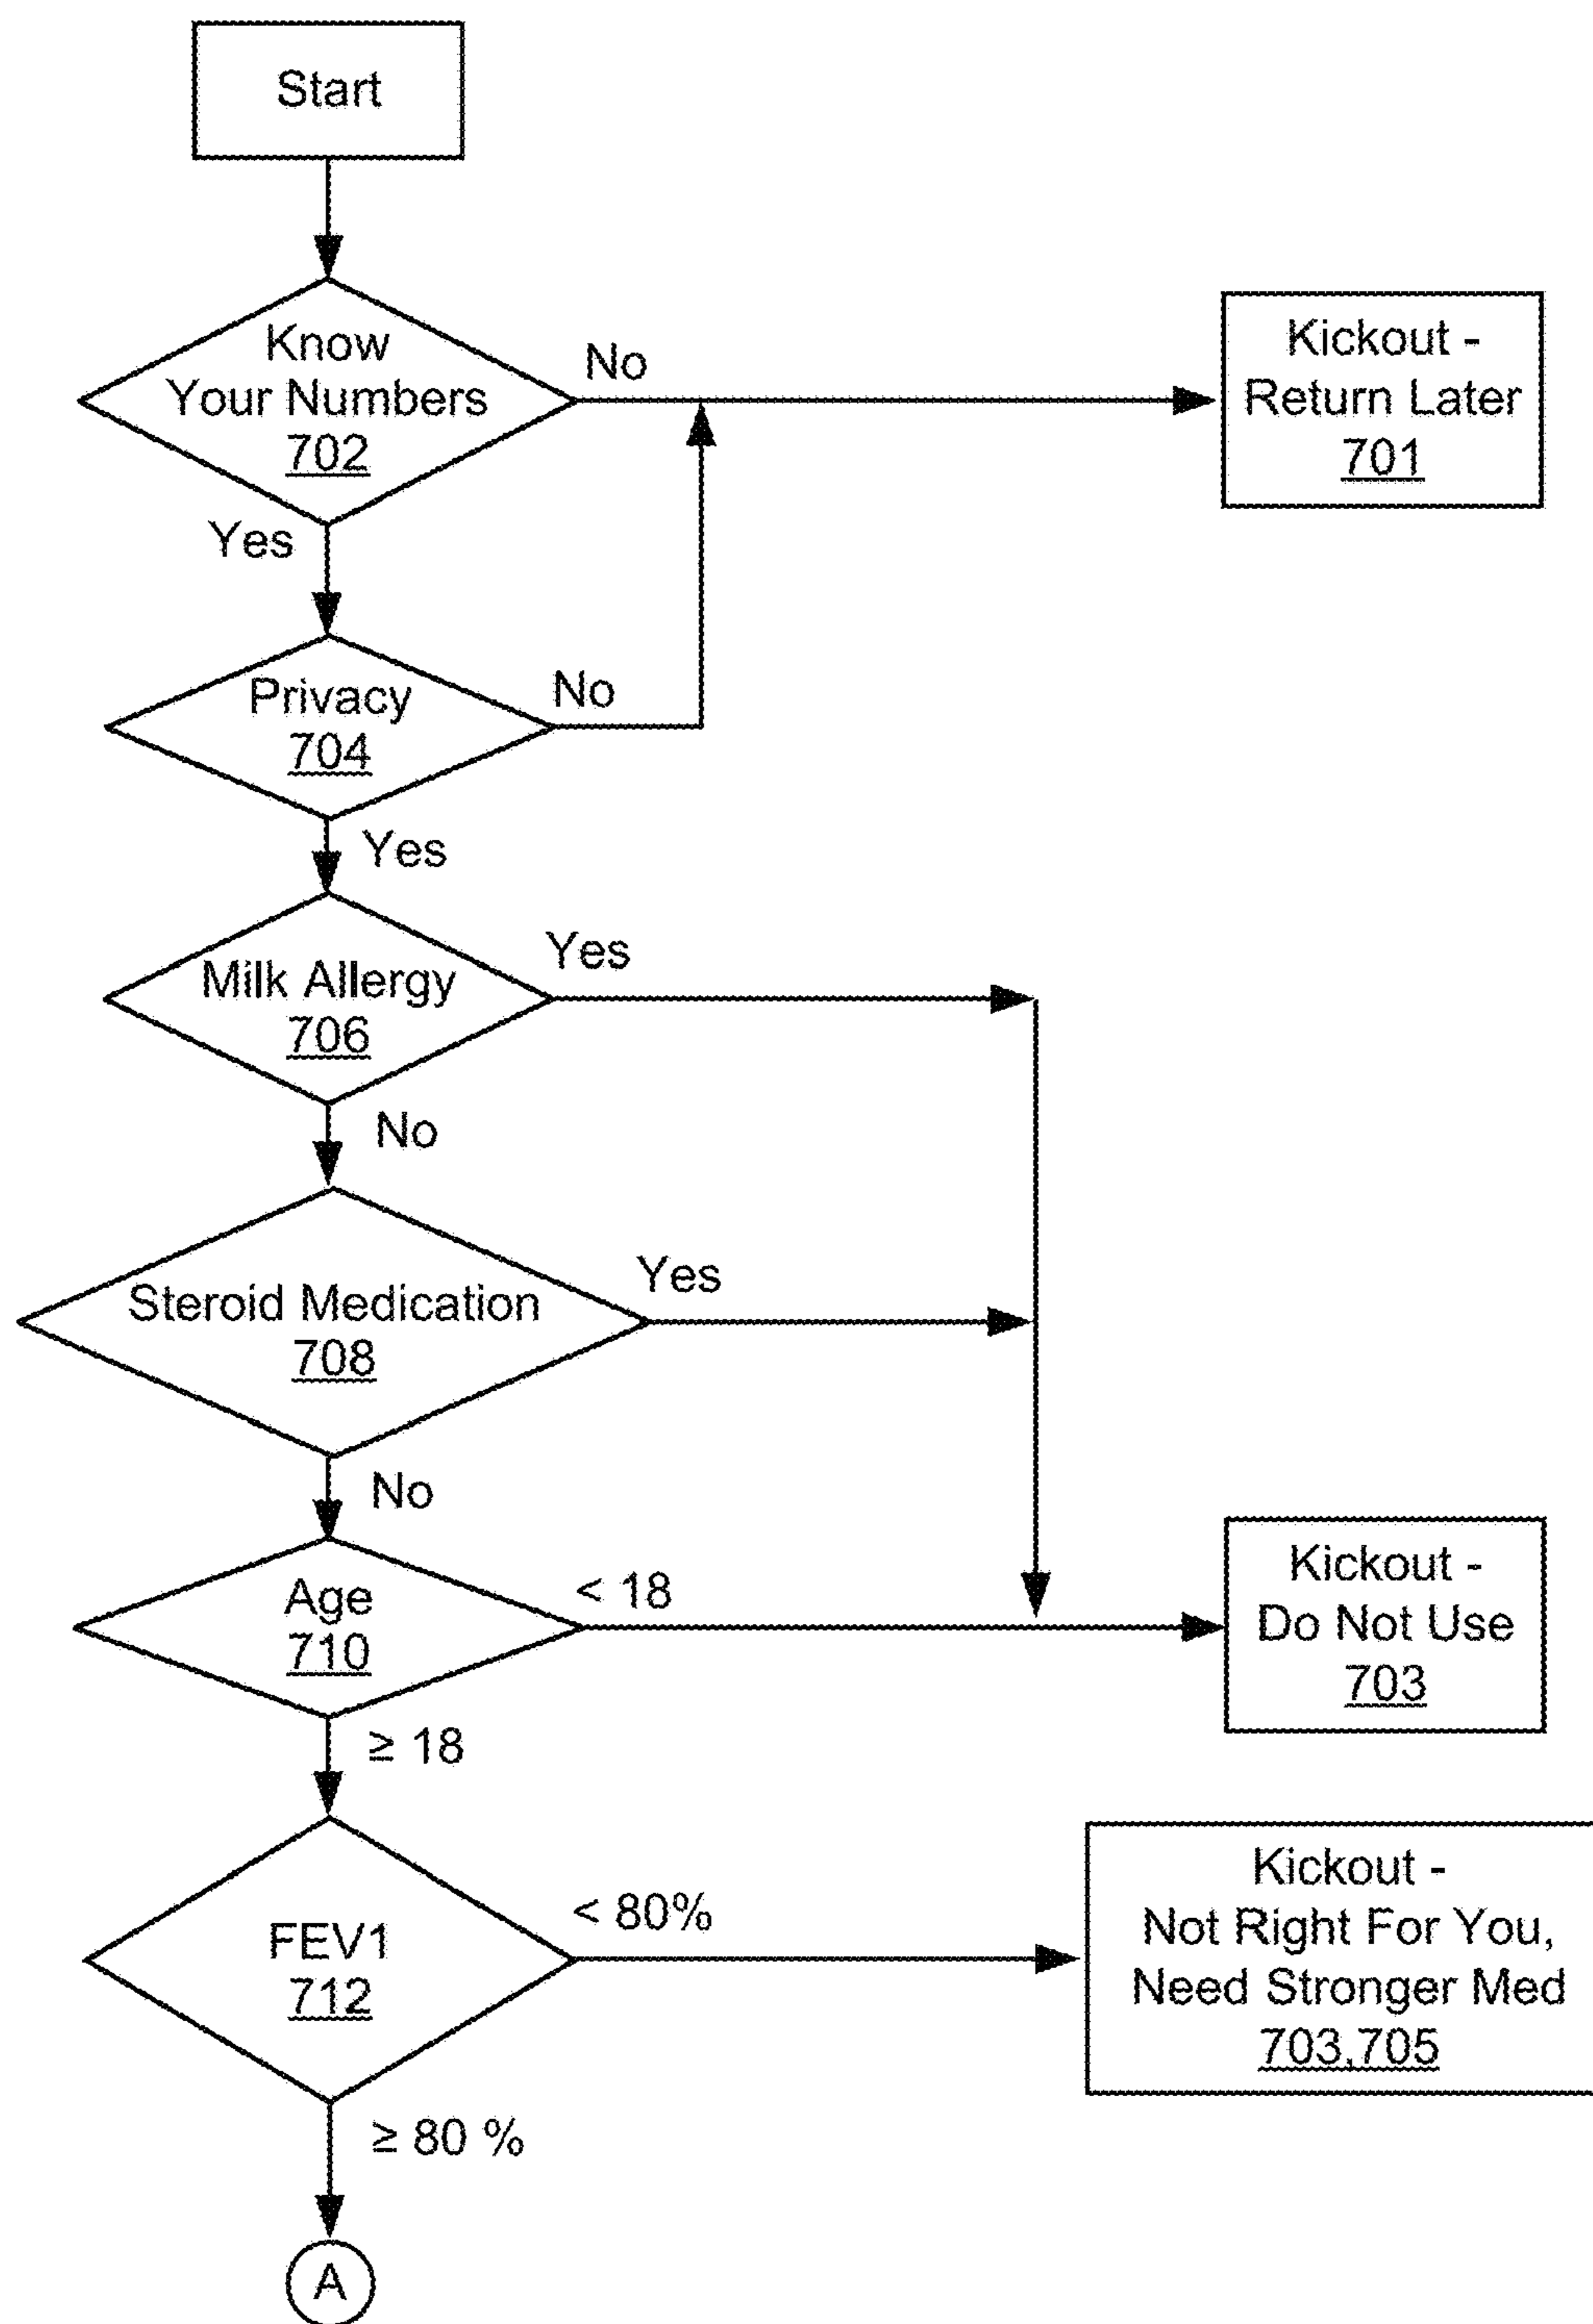 Start
Know
Your Numbers
702
No
Kickout -
Return Later
701
Yes
Privacy
704
No
Yes
Milk Allergy
706
Yes
No
Steroid Medication
708
Yes
No
Age
710
< 18
Kickout -
Do Not Use
703
≥ 18
FEV1
712
< 80%
Kickout -
Not Right For You,
Need Stronger Med
703,705
≥ 80 %
A